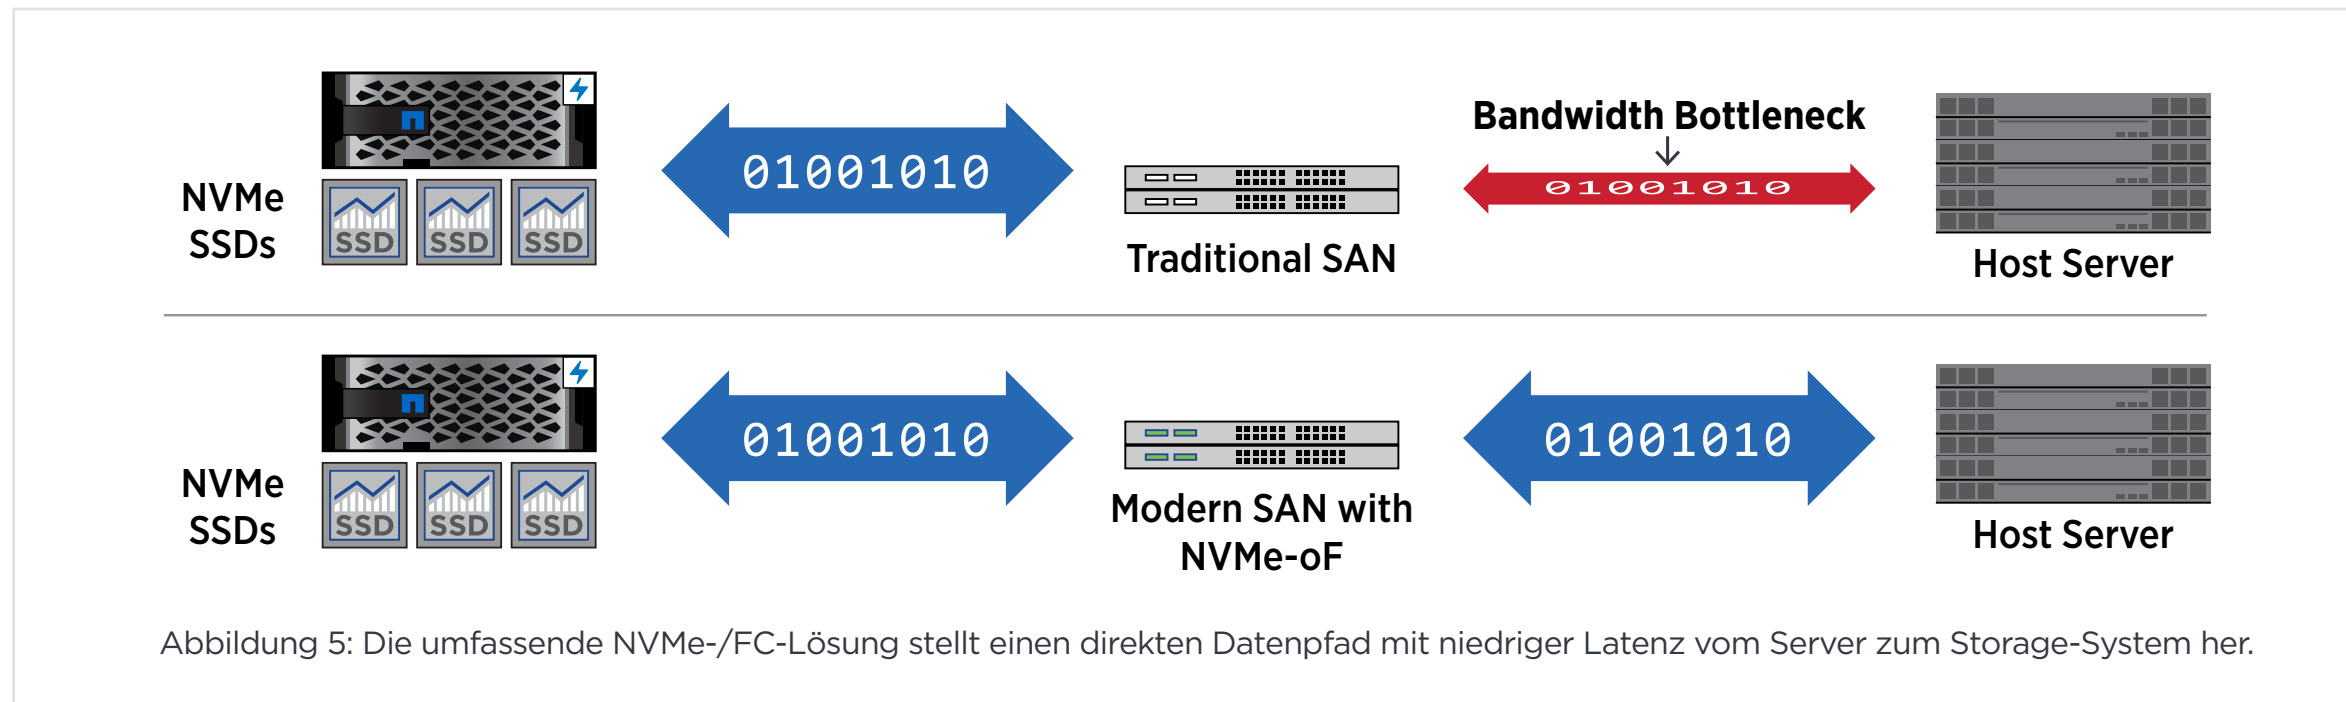 NVMe
SSDs
SSD SSD SSD
01001010
Traditional SAN
Bandwidth Bottleneck
01001010
Host Server
NVMe
SSDs
SSD SSD SSD
01001010
Modern SAN with
NVMe-oF
01001010
Host Server
Abbildung 5: Die umfassende NVMe-/FC-Lösung stellt einen direkten Datenpfad mit niedriger Latenz vom Server zum Storage-System her.